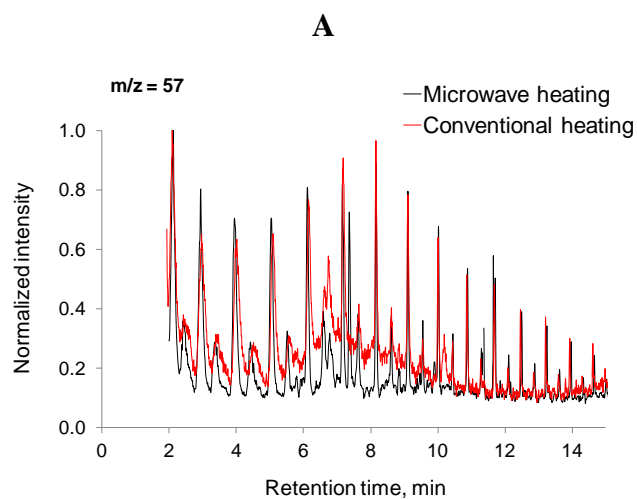 A
m/z = 57
Microwave heating
Conventional heating
1.0
0.8
0.6
0.4
0.2
0.0
Normalized intensity
0 2 4 6 8 10 12 14
Retention time, min